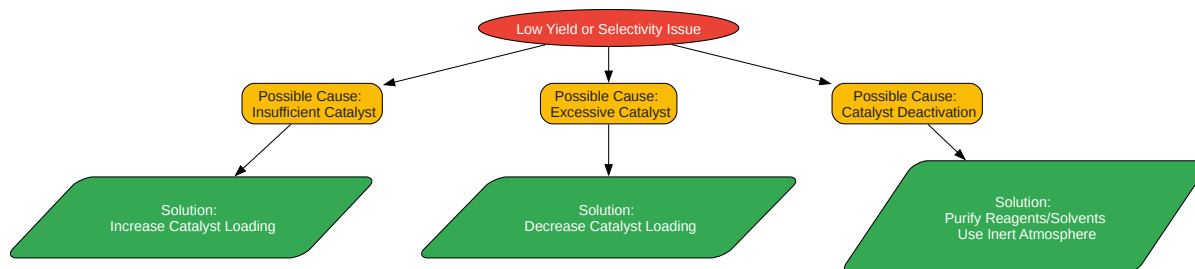 Low Yield or Selectivity Issue
Possible Cause:
Insufficient Catalyst
Possible Cause:
Excessive Catalyst
Possible Cause:
Catalyst Deactivation
Solution:
Increase Catalyst Loading
Solution:
Decrease Catalyst Loading
Solution:
Purify Reagents/Solvents
Use Inert Atmosphere